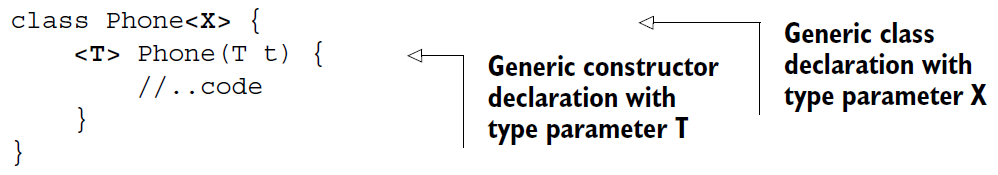 class Phone<X> {
    <T> Phone(T t) {
        //..code
    }
}
Generic constructor
declaration with
type parameter T
Generic class
declaration with
type parameter X